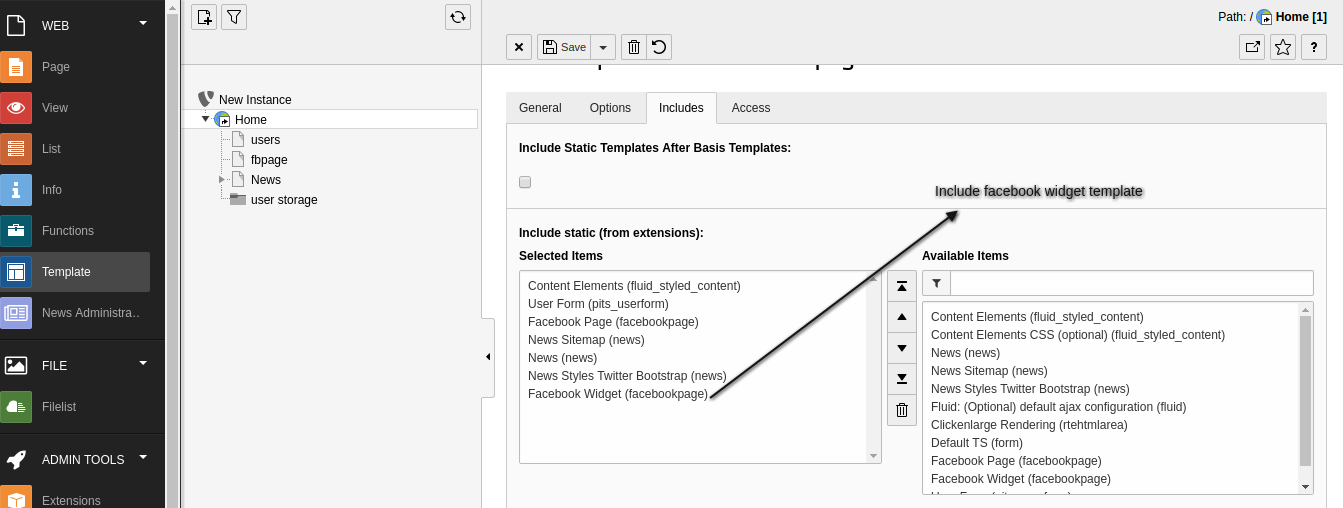 WEB
Page
View
List
Info
Functions
Template
News Administra..
FILE
Filelist
ADMIN TOOLS
Extensions
New Instance
Home
users
fbpage
News
user storage
Path: / Home [1]
Save
?
General Options Includes Access
Include Static Templates After Basis Templates:
Include facebook widget template
Include static (from extensions):
Selected Items
Content Elements (fluid_styled_content)
User Form (pits_userform)
Facebook Page (facebookpage)
News Sitemap (news)
News (news)
News Styles Twitter Bootstrap (news)
Facebook Widget (facebookpage)
Available Items
Content Elements (fluid_styled_content)
Content Elements CSS (optional) (fluid_styled_content)
News (news)
News Sitemap (news)
News Styles Twitter Bootstrap (news)
Fluid: (Optional) default ajax configuration (fluid)
Clickenlarge Rendering (rtehtmlarea)
Default TS (form)
Facebook Page (facebookpage)
Facebook Widget (facebookpage)